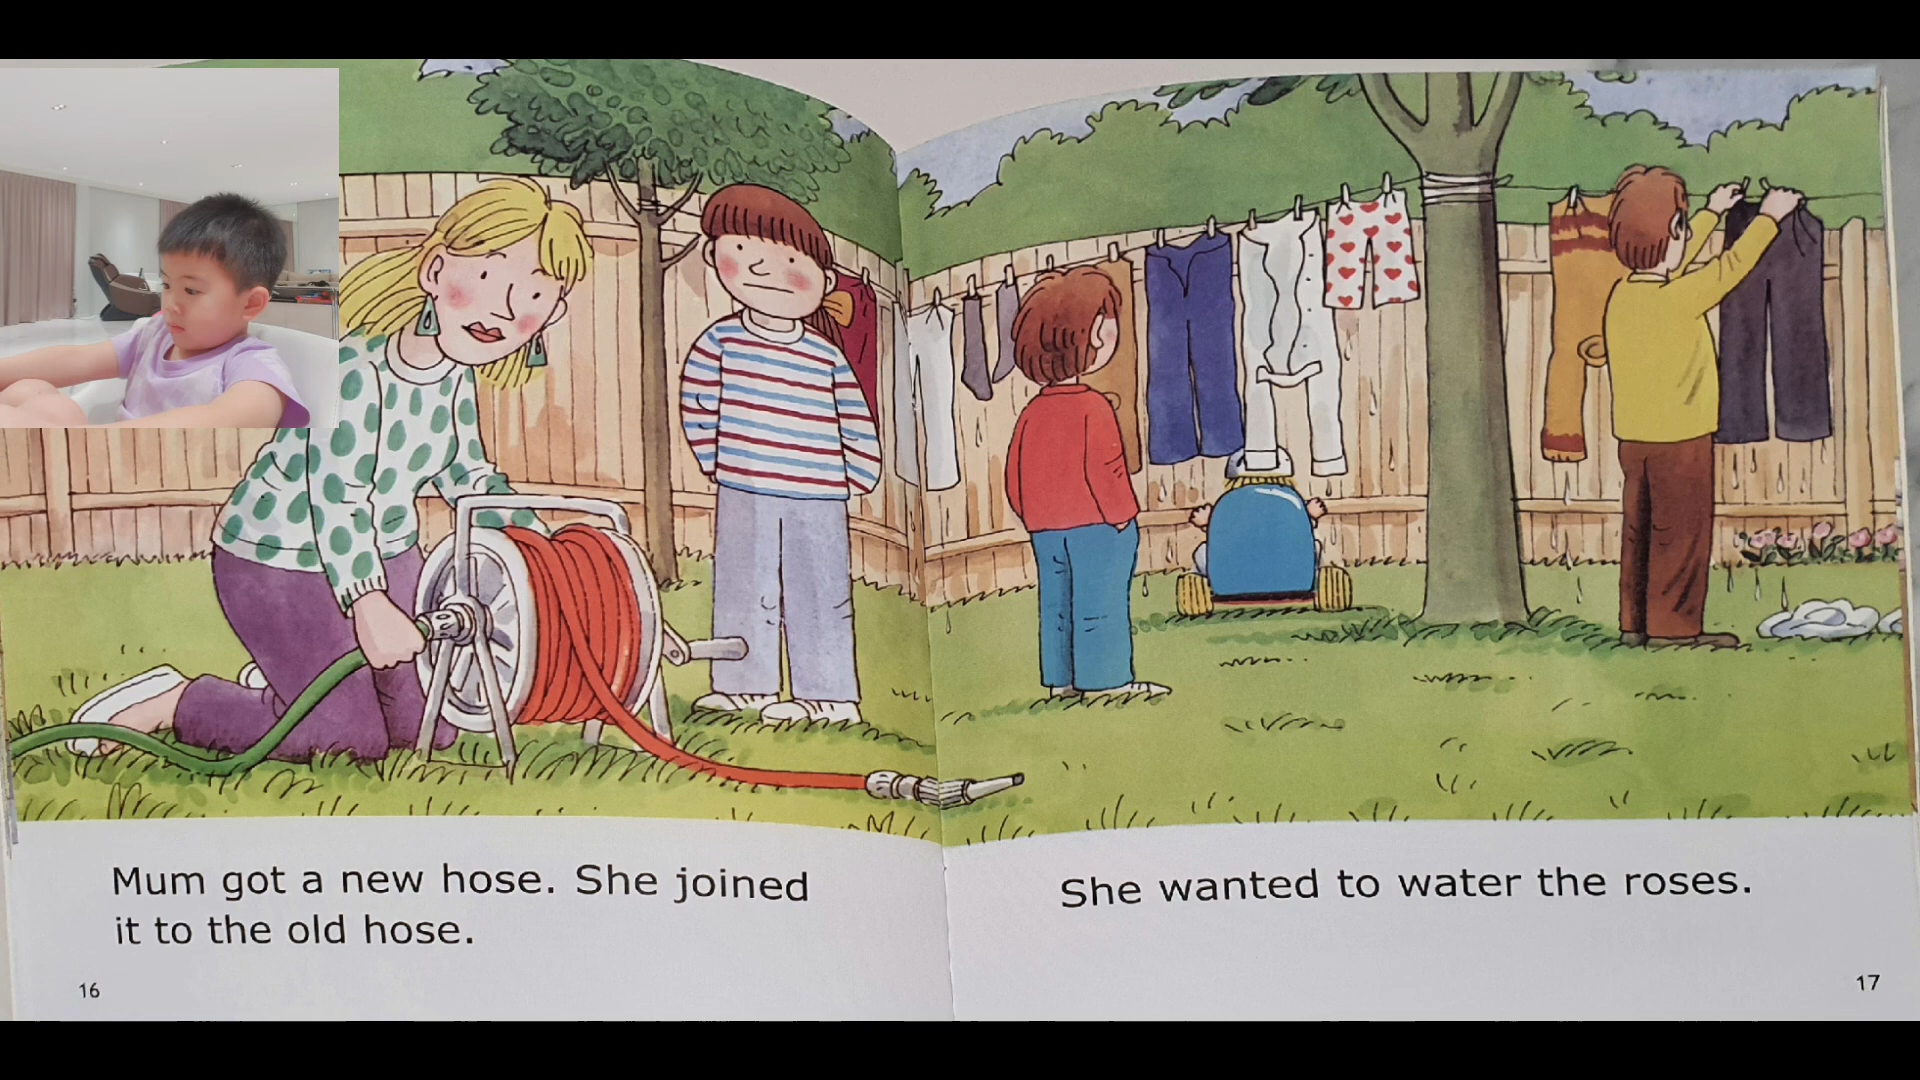 Mum got a new hose. She joined
it to the old hose.
16
She wanted to water the roses.
17